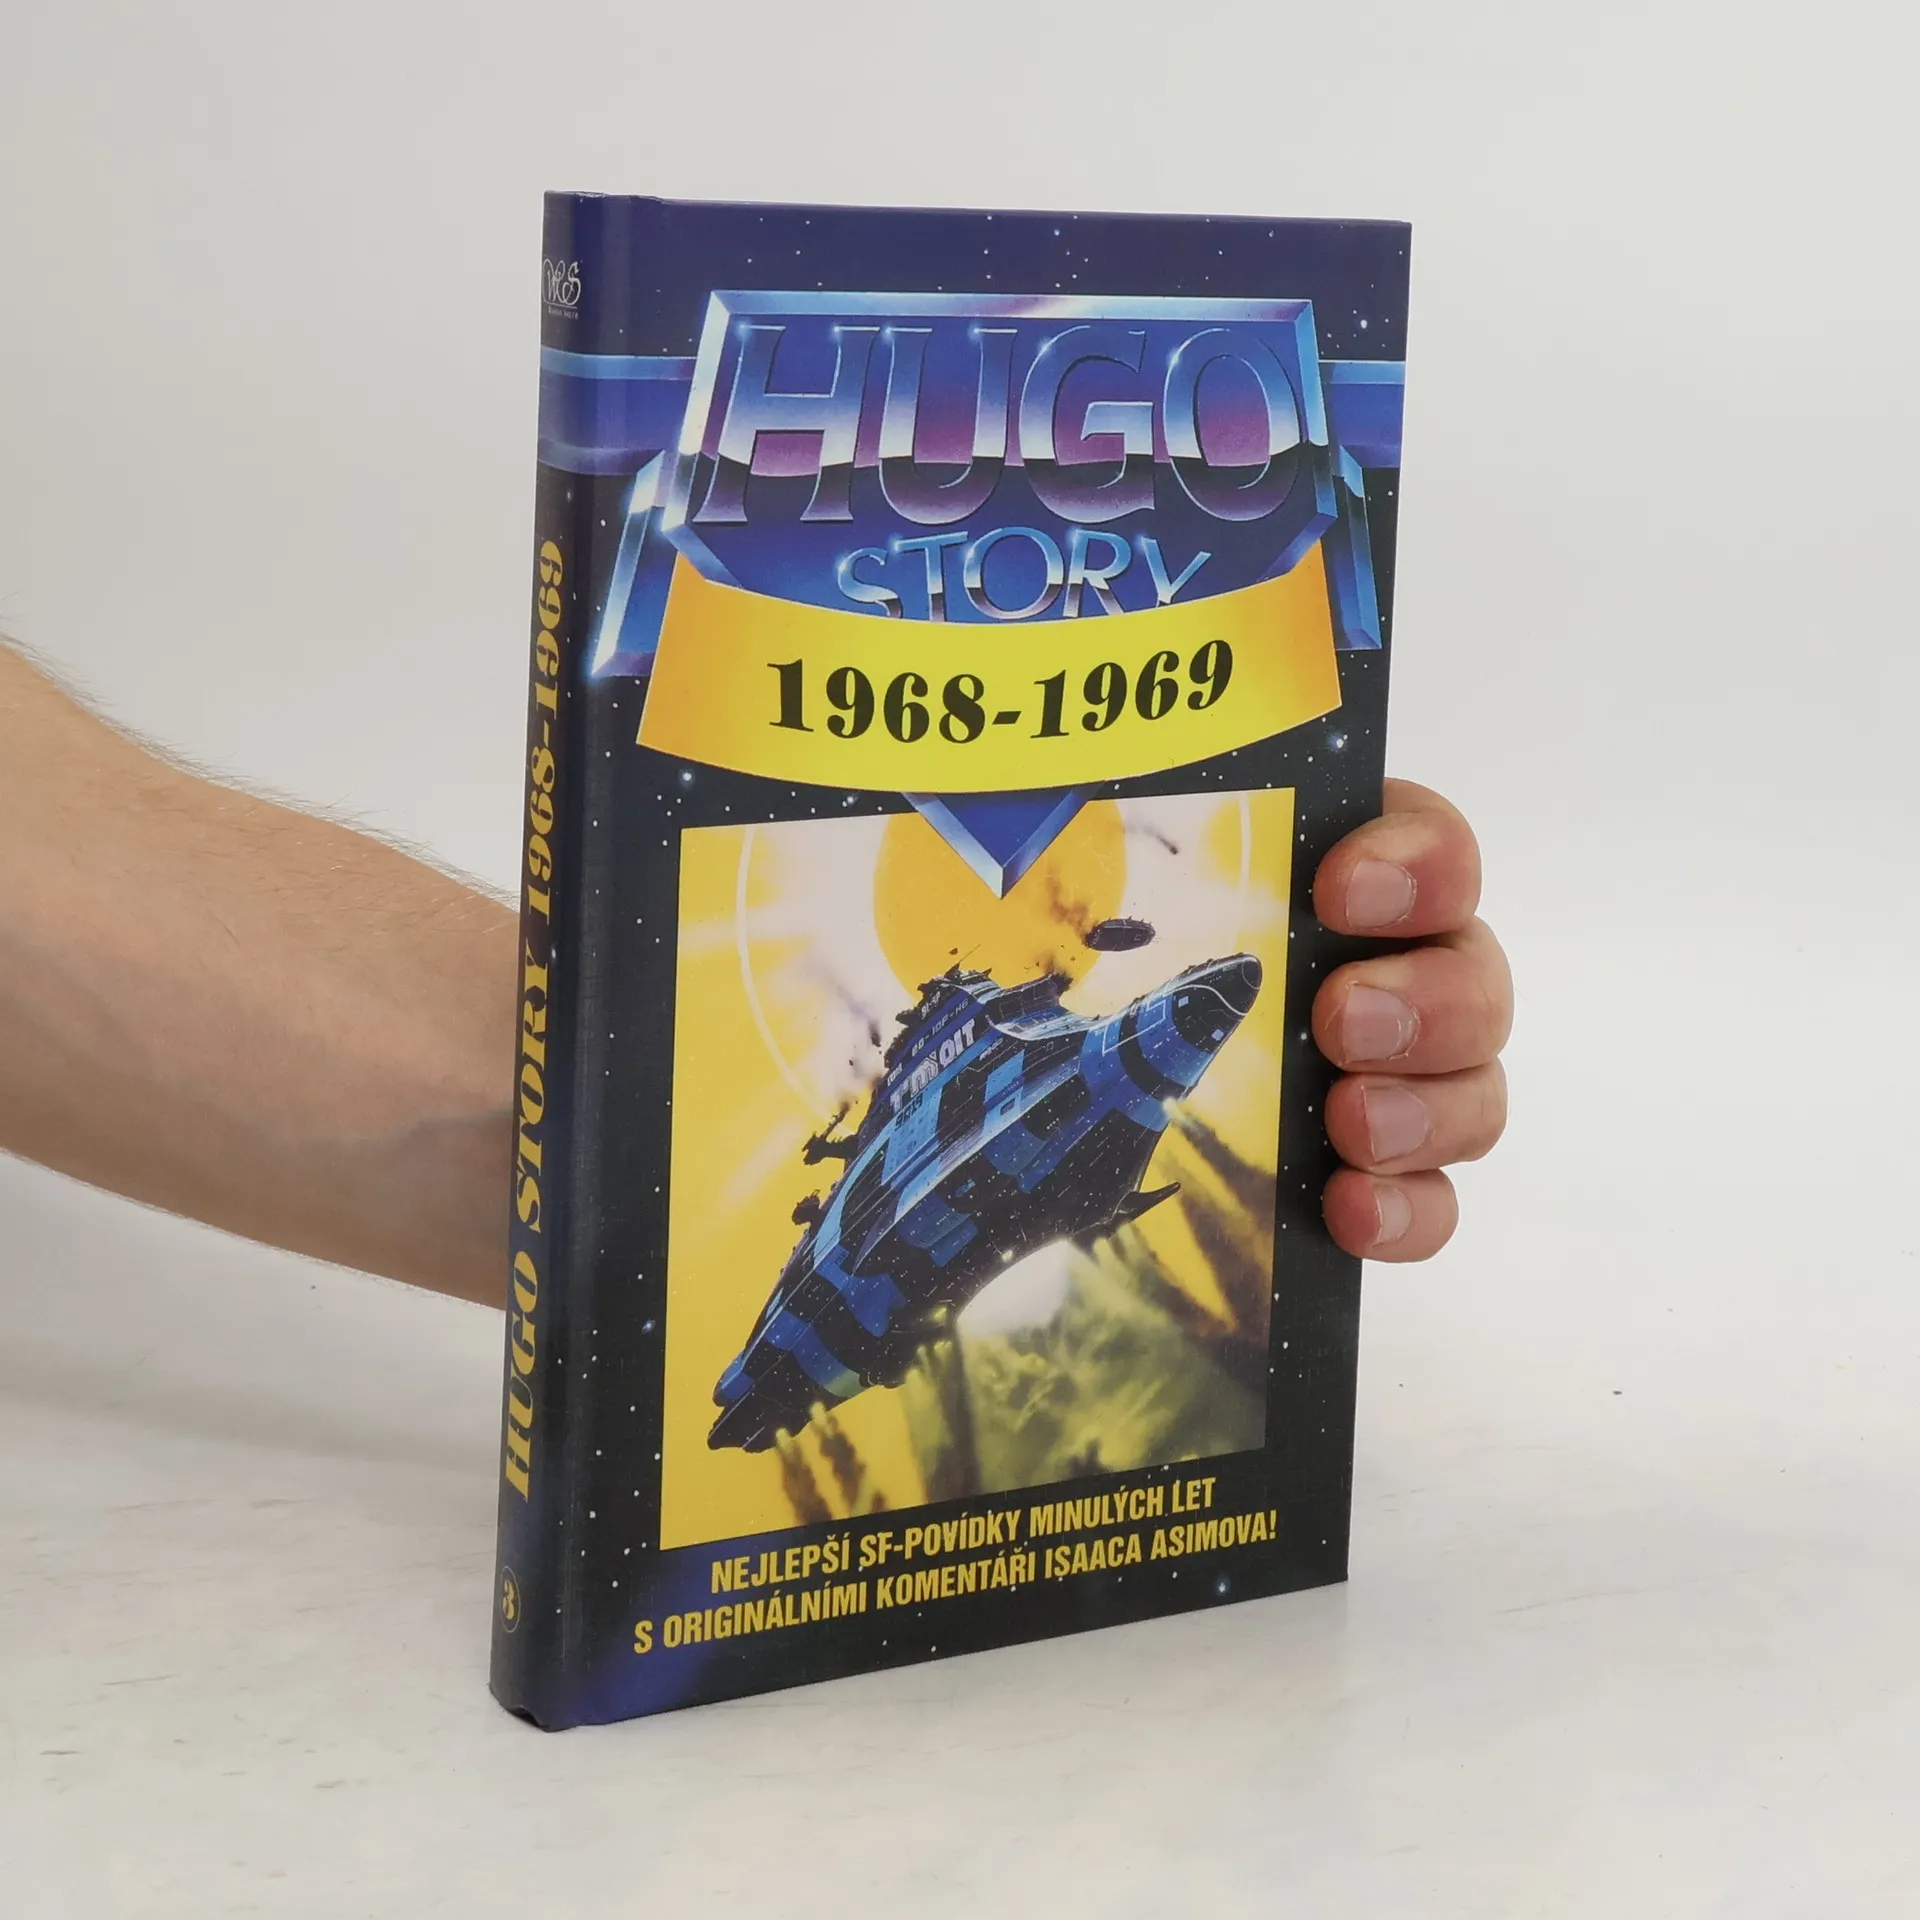 HUGO
STORY
1968-1969
NEJLEPŠÍ SF-POVÍDKY MINULÝCH LET
S ORIGINÁLNÍMI KOMENTÁŘI ISAACA ASIMOVA!
HUGO STORY 1968-1969
3